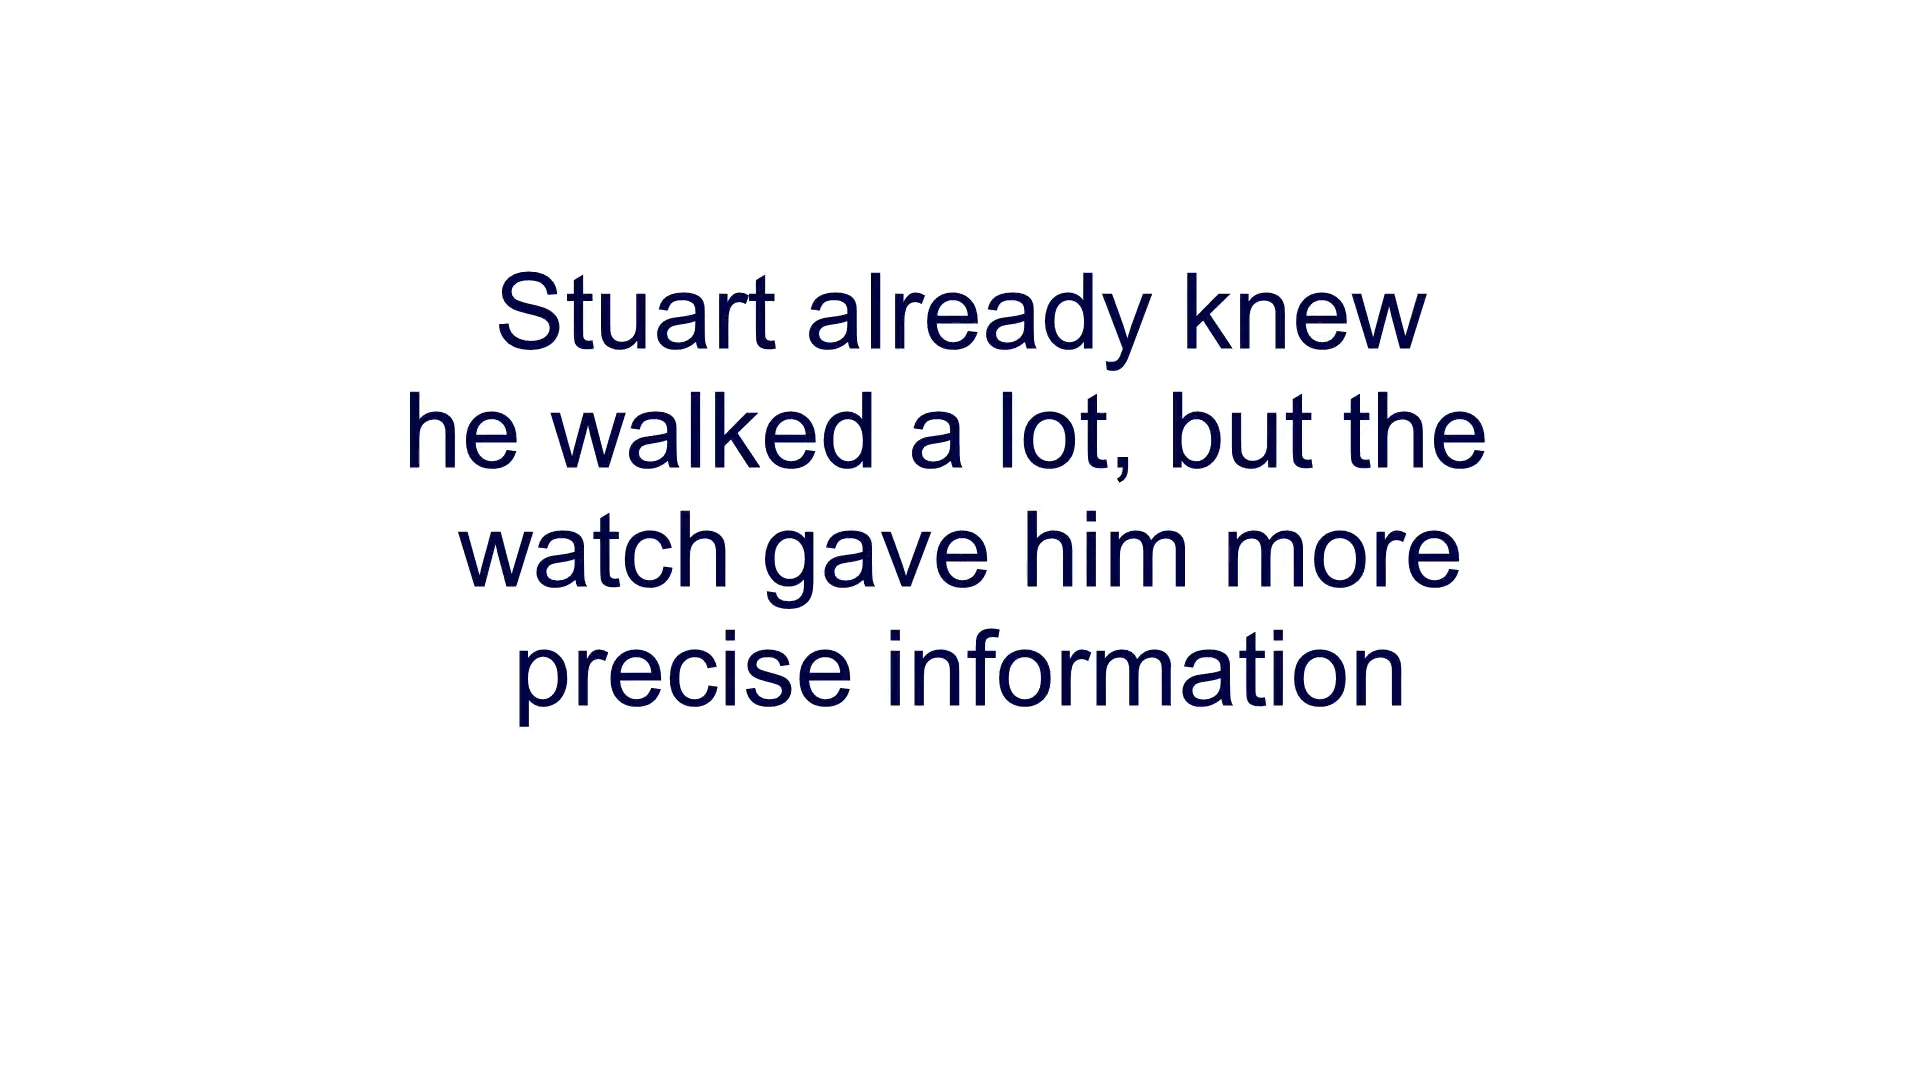 Stuart already knew
he walked a lot, but the
watch gave him more
precise information